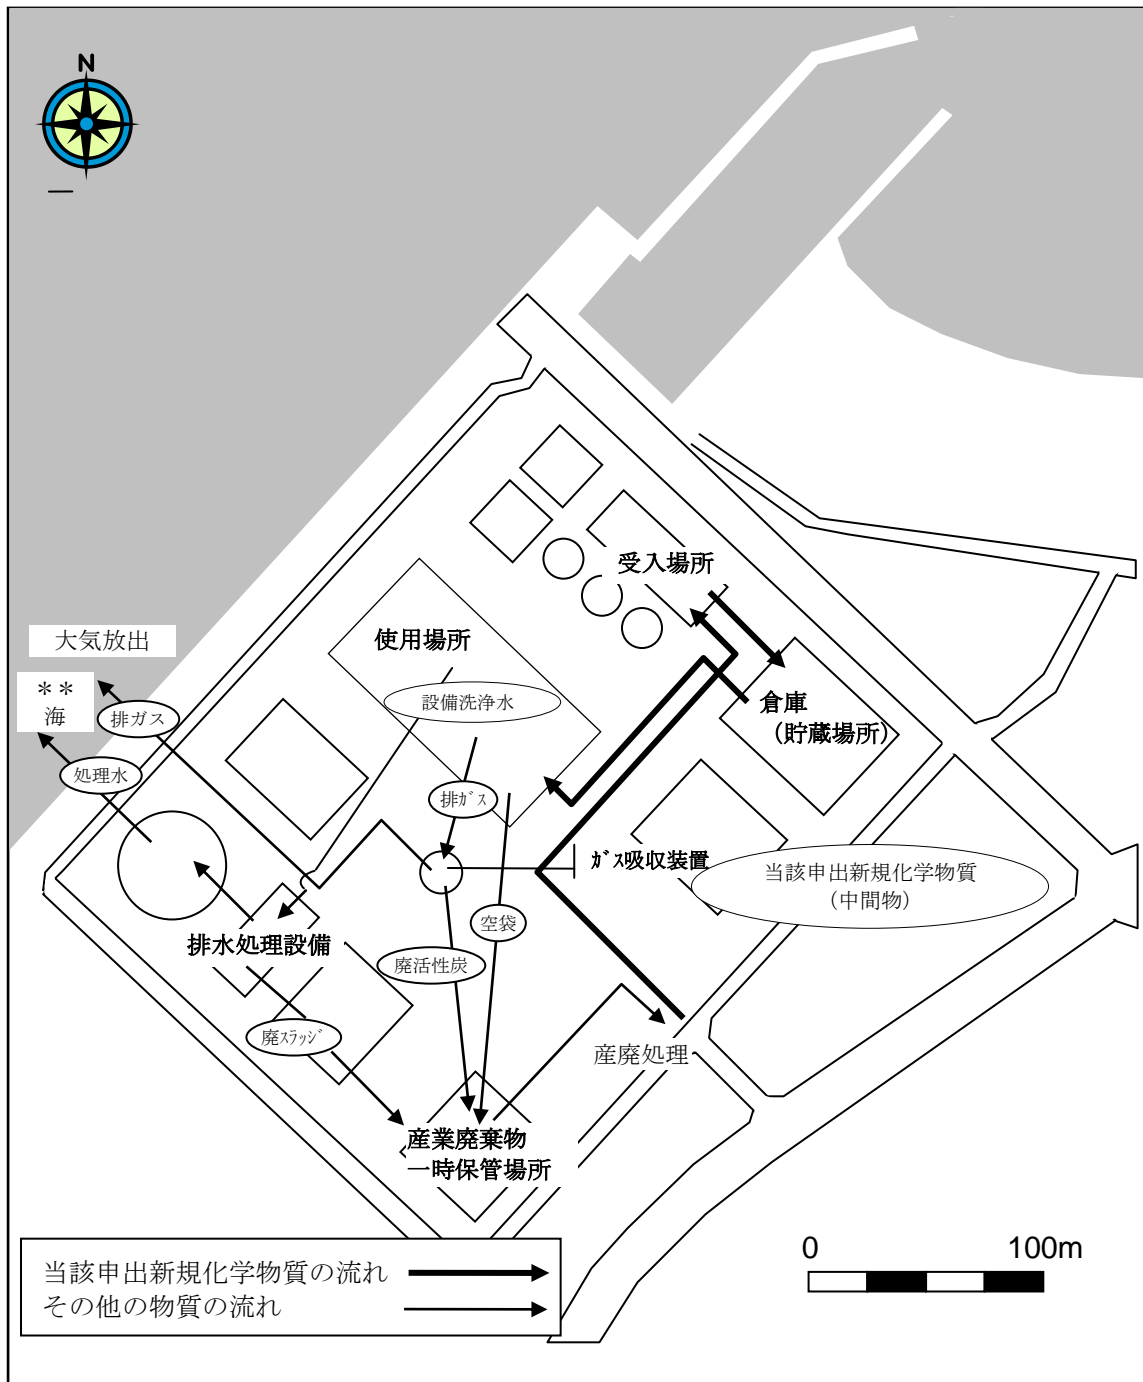 N
受入場所
大気放出
使用場所
＊＊
海
排ガス
設備洗浄水
倉庫
（貯蔵場所）
処理水
排ｶﾞｽ
ｶﾞｽ吸収装置
当該申出新規化学物質
（中間物）
空袋
排水処理設備
廃活性炭
廃ｽﾗｯｼﾞ
産廃処理
産業廃棄物
一時保管場所
0 100m
当該申出新規化学物質の流れ
その他の物質の流れ